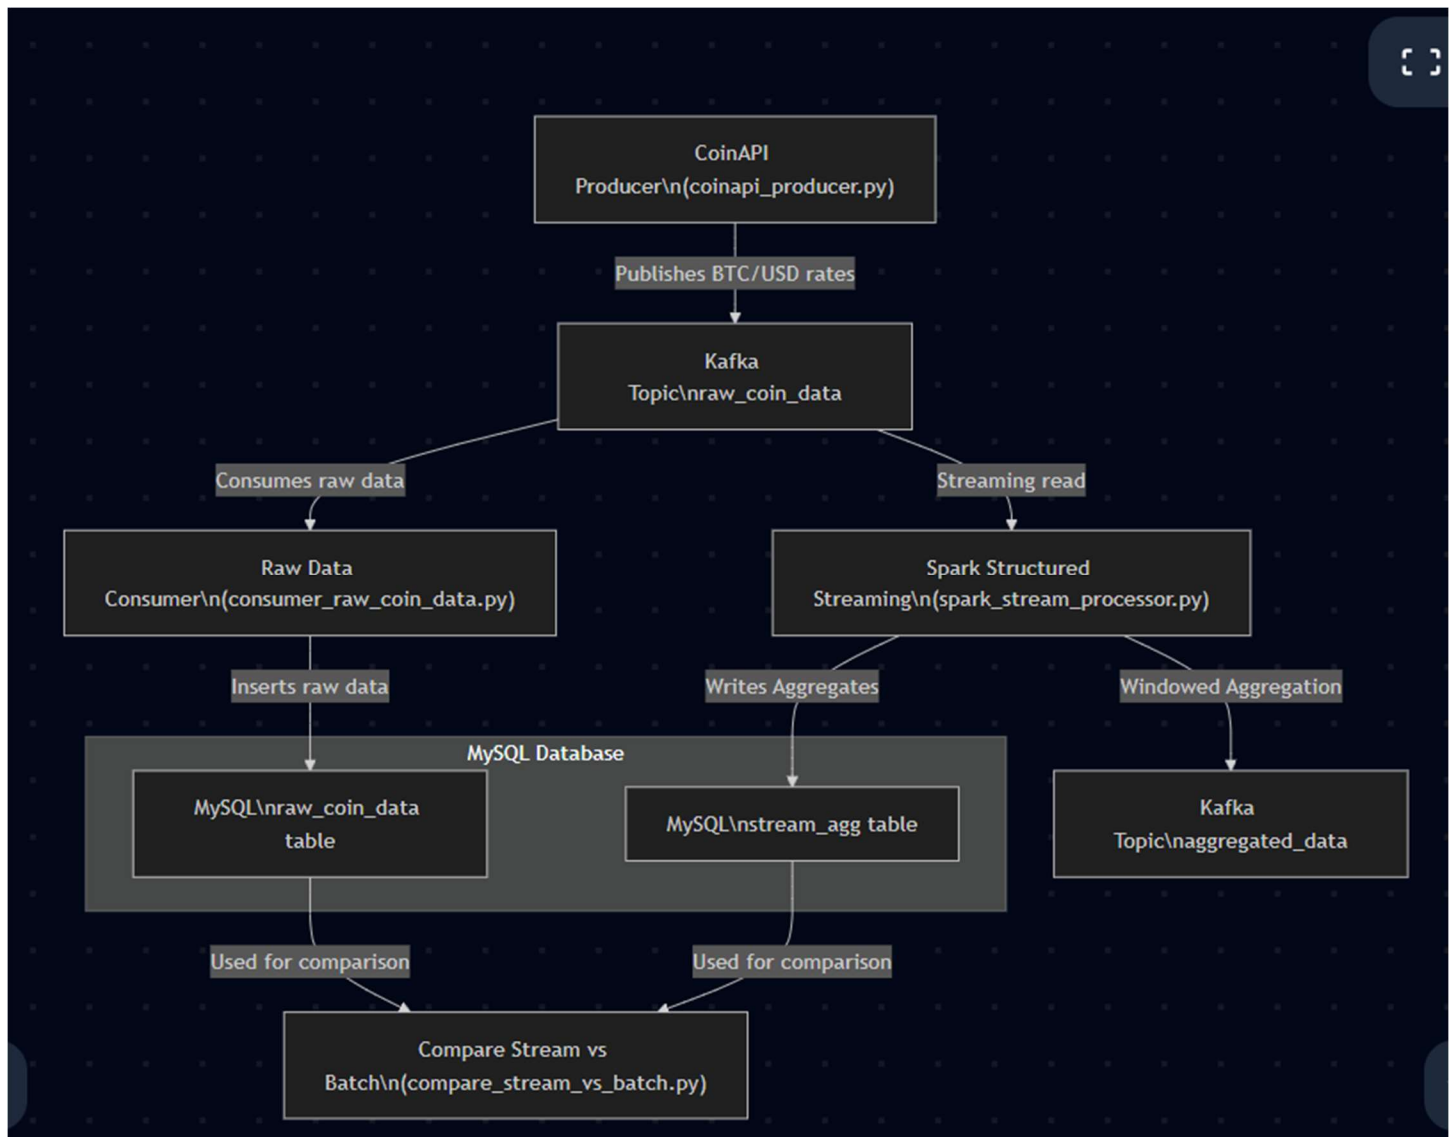 CoinAPI
Producer\n(coinapi_producer.py)
Publishes BTC/USD rates
Kafka
Topic\nraw_coin_data
Consumes raw data
Streaming read
Raw Data
Consumer\n(consumer_raw_coin_data.py)
Spark Structured
Streaming\n(spark_stream_processor.py)
Inserts raw data
Writes Aggregates
Windowed Aggregation
MySQL Database
MySQL\nraw_coin_data
table
MySQL\nstream_agg table
Kafka
Topic\naggregated_data
Used for comparison
Used for comparison
Compare Stream vs
Batch\n(compare_stream_vs_batch.py)